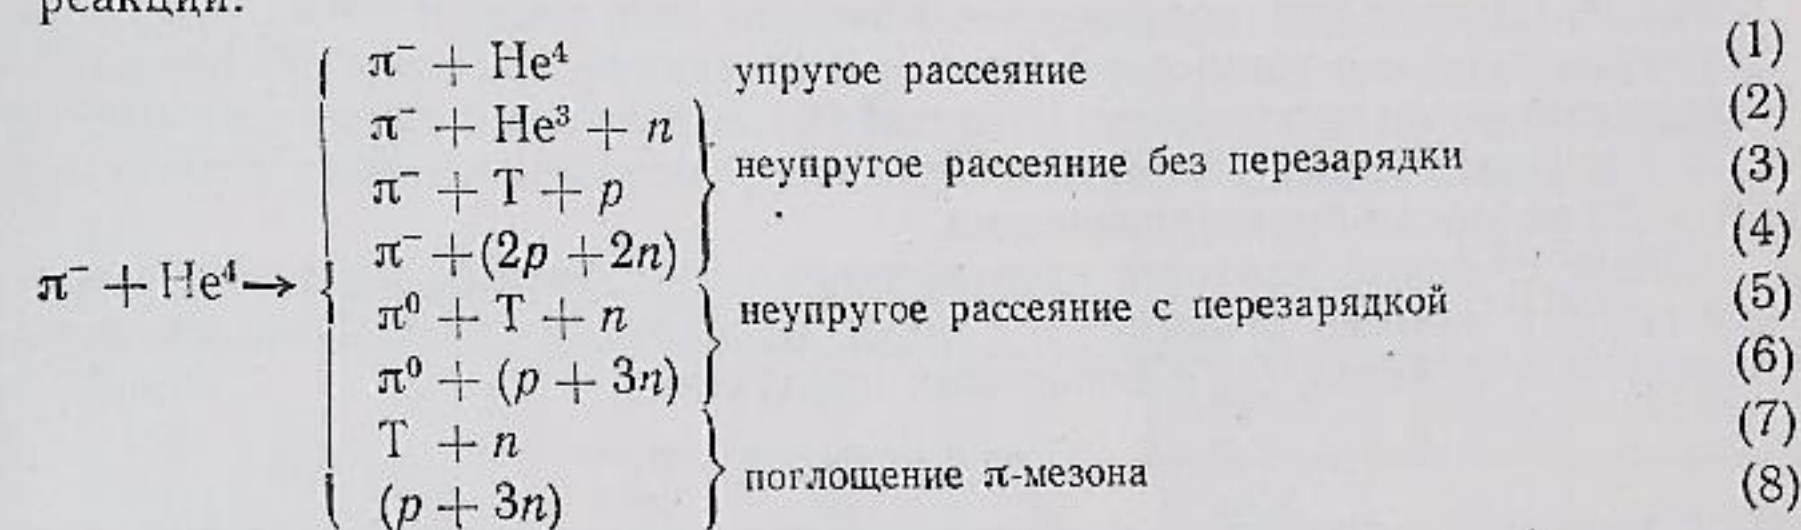 реакции:
π⁻ + He⁴ упругое рассеяние (1)
π⁻ + He³ + n (2)
неупругое рассеяние без перезарядки
π⁻ + T + p (3)
π⁻ + (2p + 2n) (4)
π⁻ + He⁴ →
π⁰ + T + n (5)
неупругое рассеяние с перезарядкой
π⁰ + (p + 3n) (6)
T + n (7)
поглощение π-мезона
(p + 3n) (8)